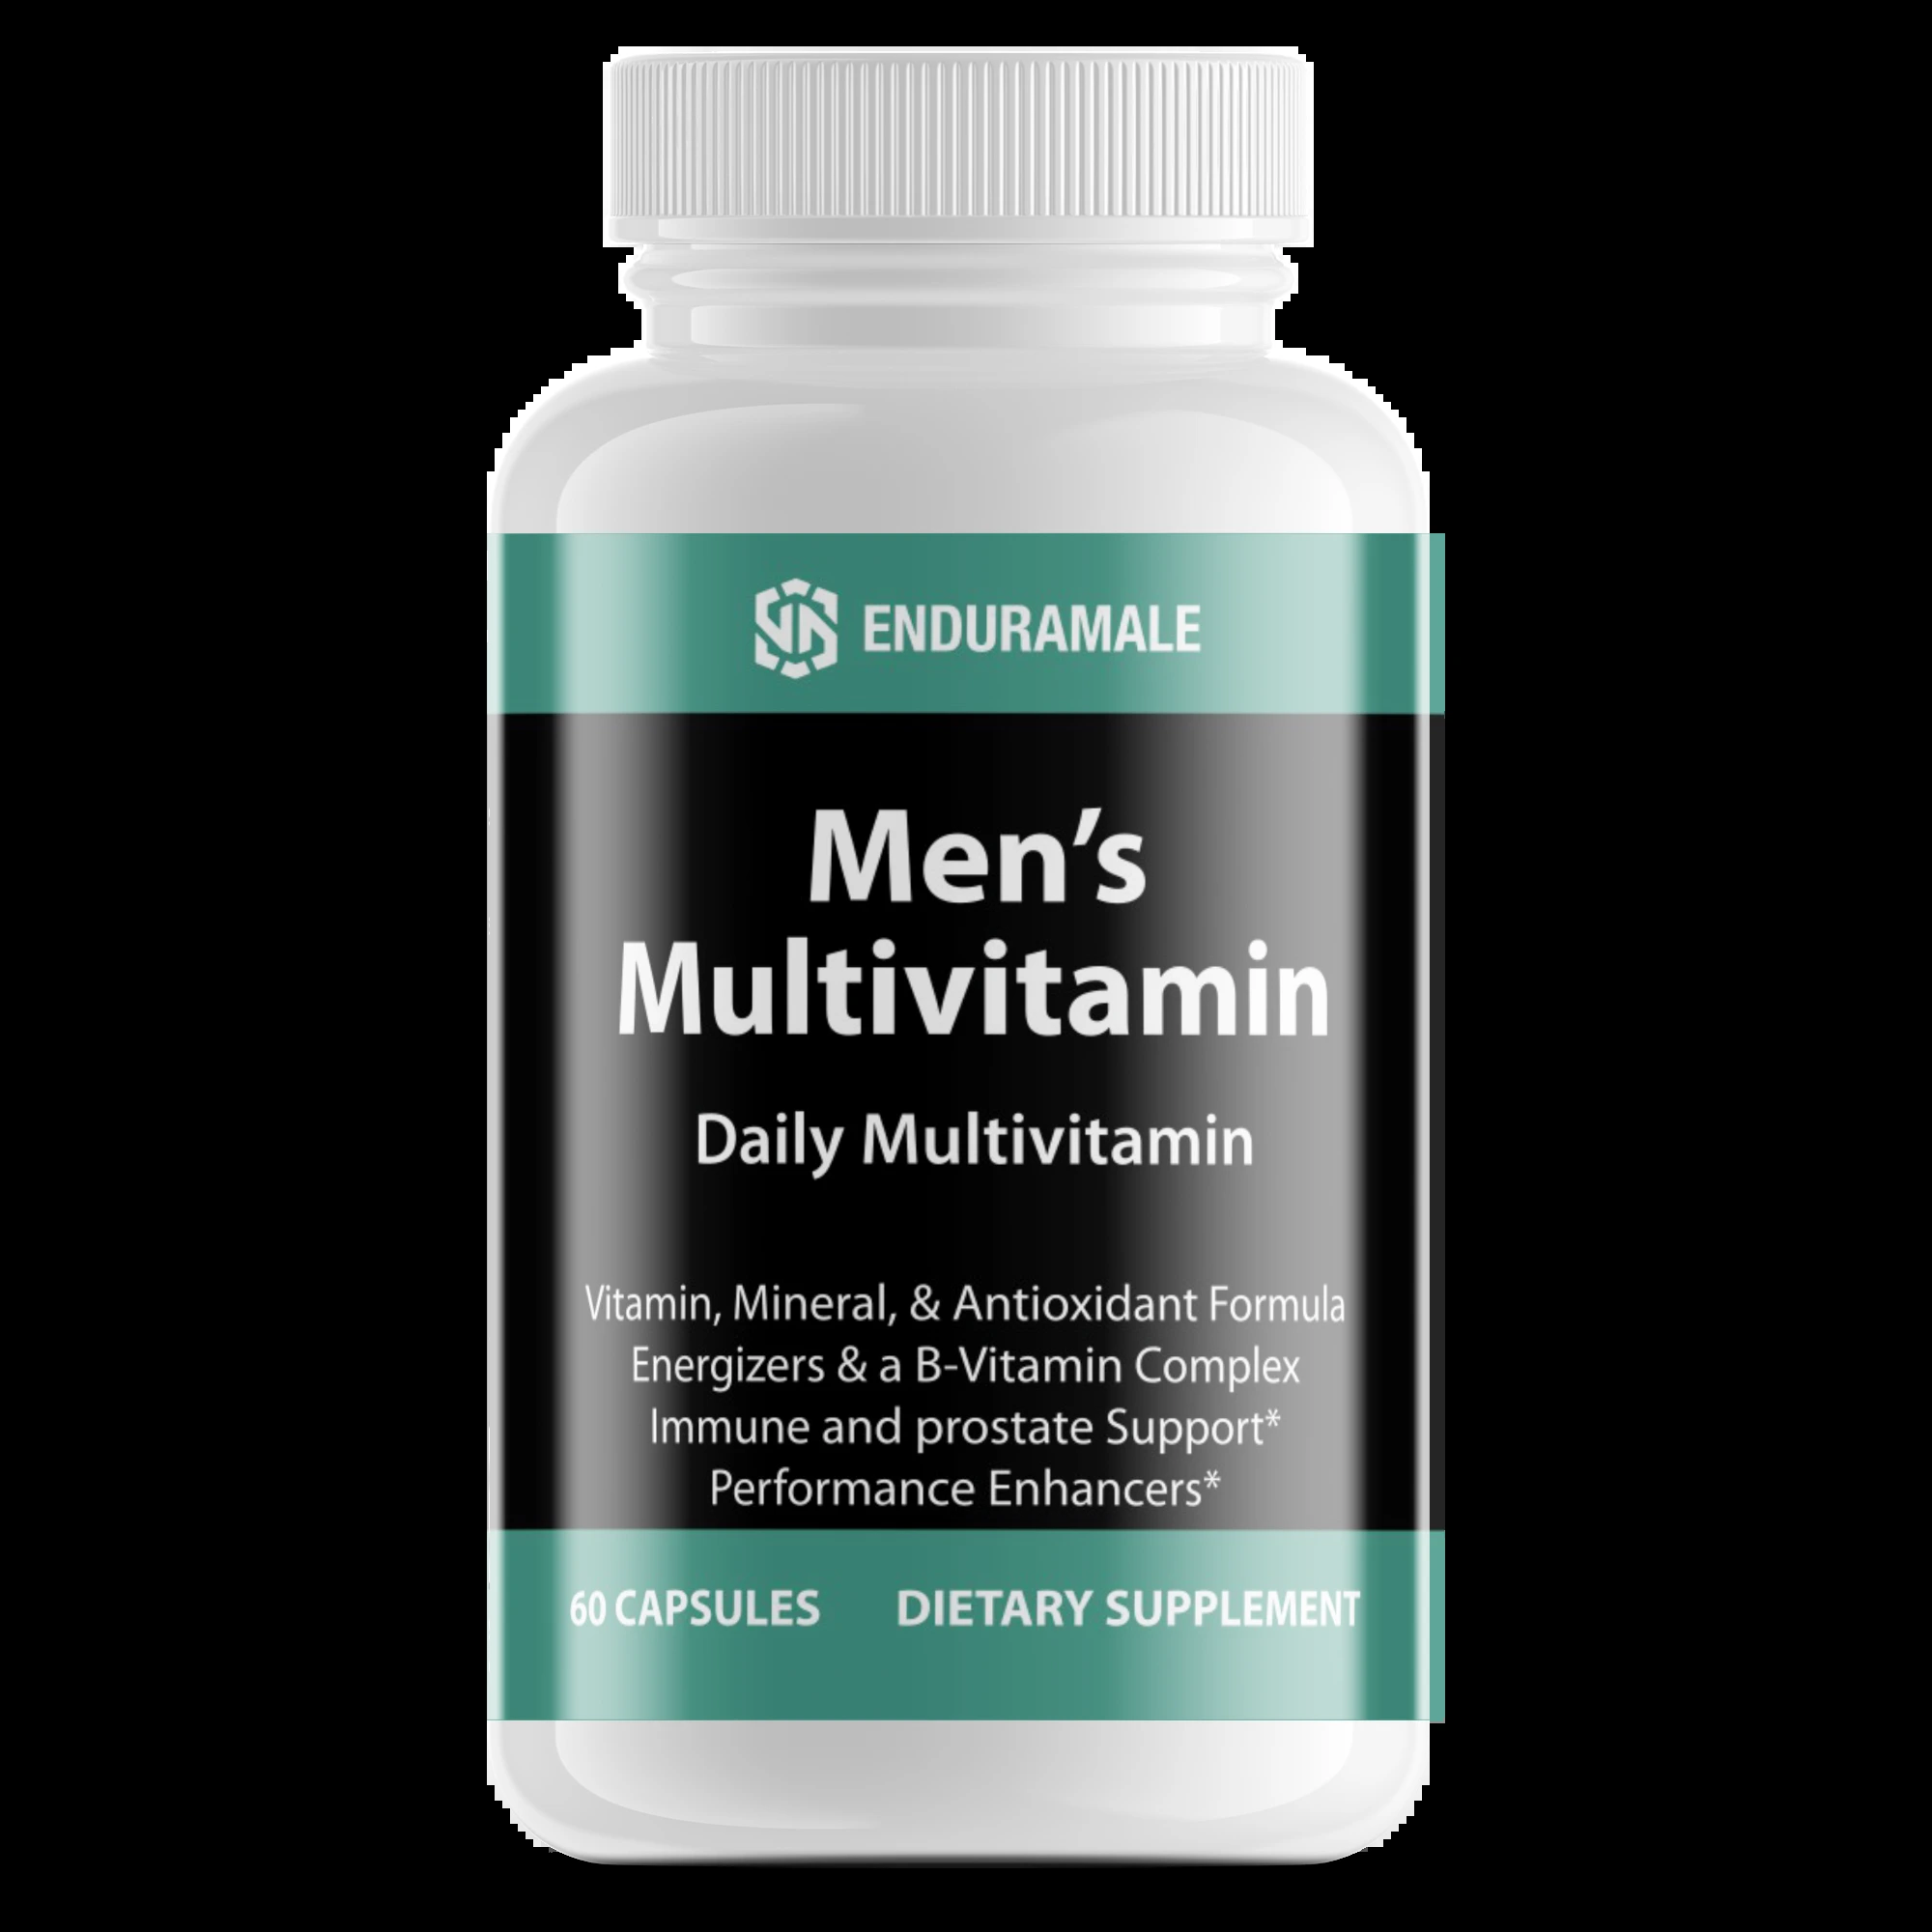 ENDURAMALE
Men’s
Multivitamin
Daily Multivitamin
Vitamin, Mineral, & Antioxidant Formula
Energizers & a B-Vitamin Complex
Immune and prostate Support*
Performance Enhancers*
60 CAPSULES DIETARY SUPPLEMENT